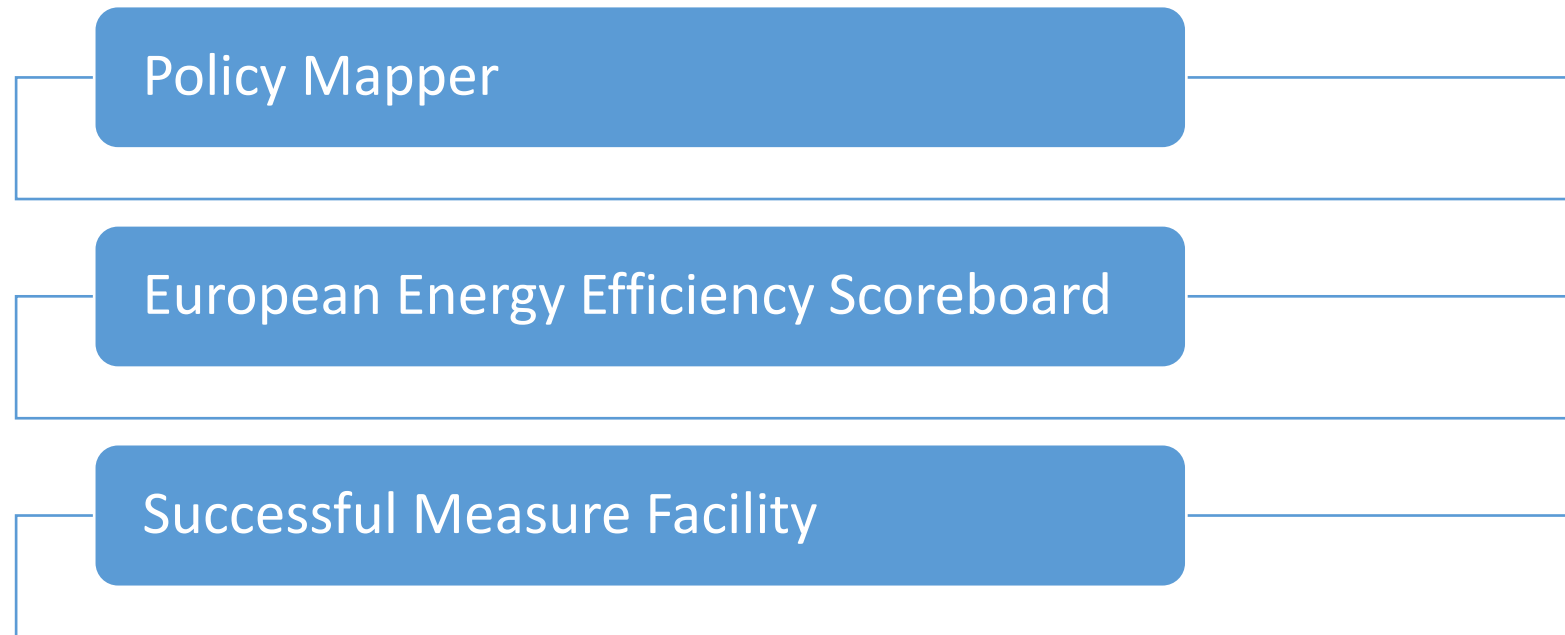 Policy Mapper
European Energy Efficiency Scoreboard
Successful Measure Facility